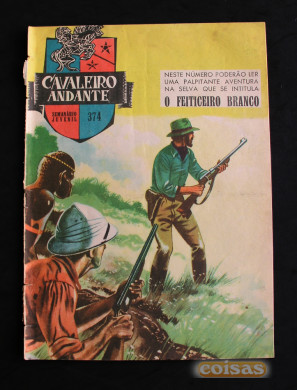 CAVALEIRO
ANDANTE
SEMANÁRIO
JUVENIL
374
NESTE NÚMERO PODERÃO LER
UMA PALPITANTE AVENTURA
NA SELVA QUE SE INTITULA
O FEITICEIRO BRANCO
coisas